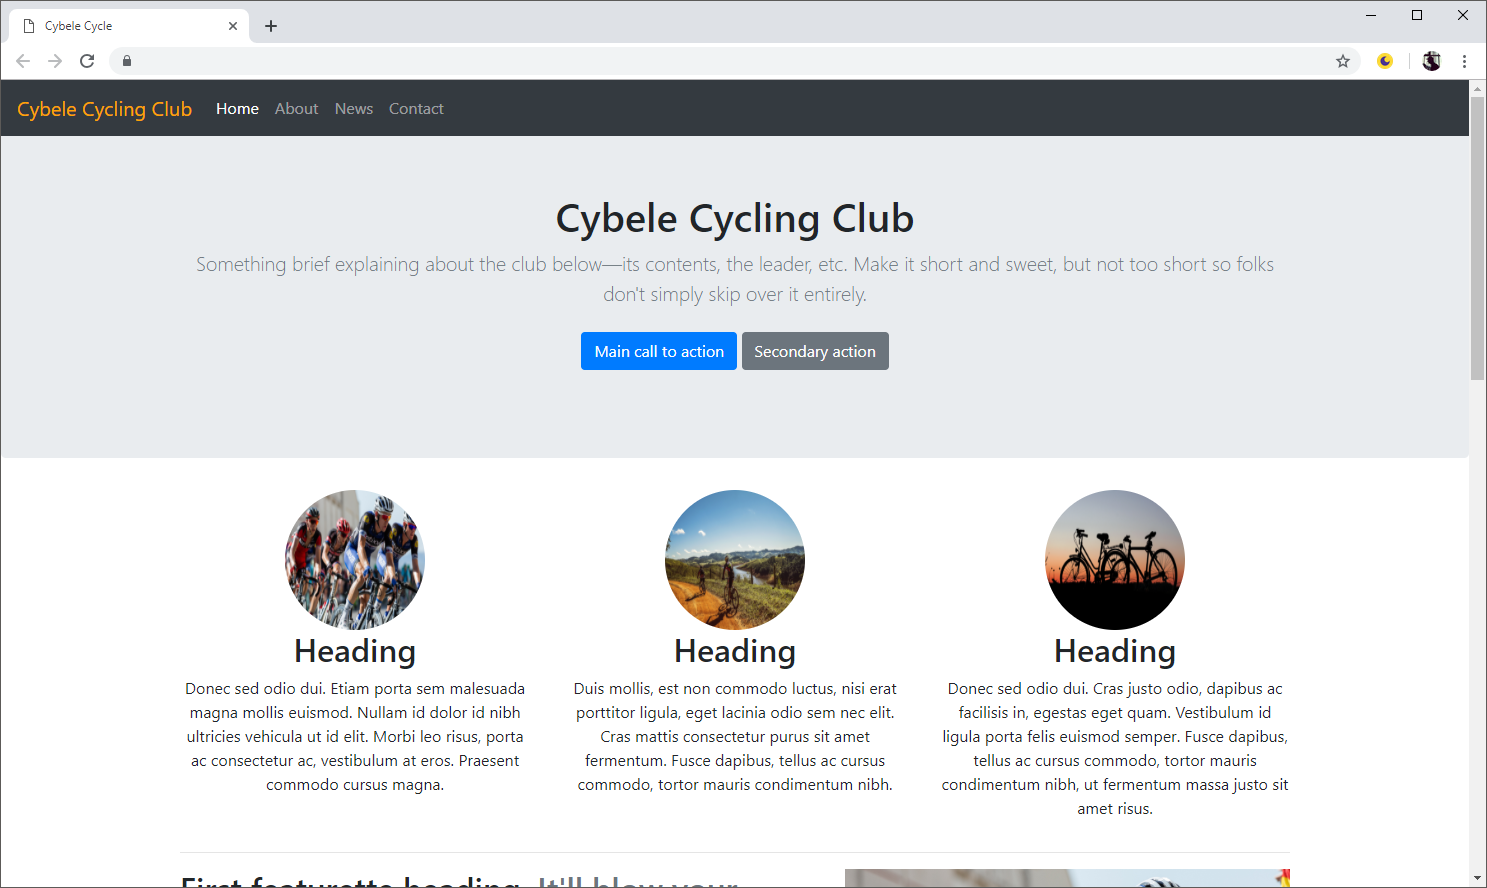 Cybele Cycle
Cybele Cycling Club Home About News Contact
Cybele Cycling Club
Something brief explaining about the club below—its contents, the leader, etc. Make it short and sweet, but not too short so folks
don't simply skip over it entirely.
Main call to action Secondary action
Heading
Donec sed odio dui. Etiam porta sem malesuada
magna mollis euismod. Nullam id dolor id nibh
ultricies vehicula ut id elit. Morbi leo risus, porta
ac consectetur ac, vestibulum at eros. Praesent
commodo cursus magna.
Heading
Duis mollis, est non commodo luctus, nisi erat
porttitor ligula, eget lacinia odio sem nec elit.
Cras mattis consectetur purus sit amet
fermentum. Fusce dapibus, tellus ac cursus
commodo, tortor mauris condimentum nibh.
Heading
Donec sed odio dui. Cras justo odio, dapibus ac
facilisis in, egestas eget quam. Vestibulum id
ligula porta felis euismod semper. Fusce dapibus,
tellus ac cursus commodo, tortor mauris
condimentum nibh, ut fermentum massa justo sit
amet risus.
First featurette heading. It'll blow your